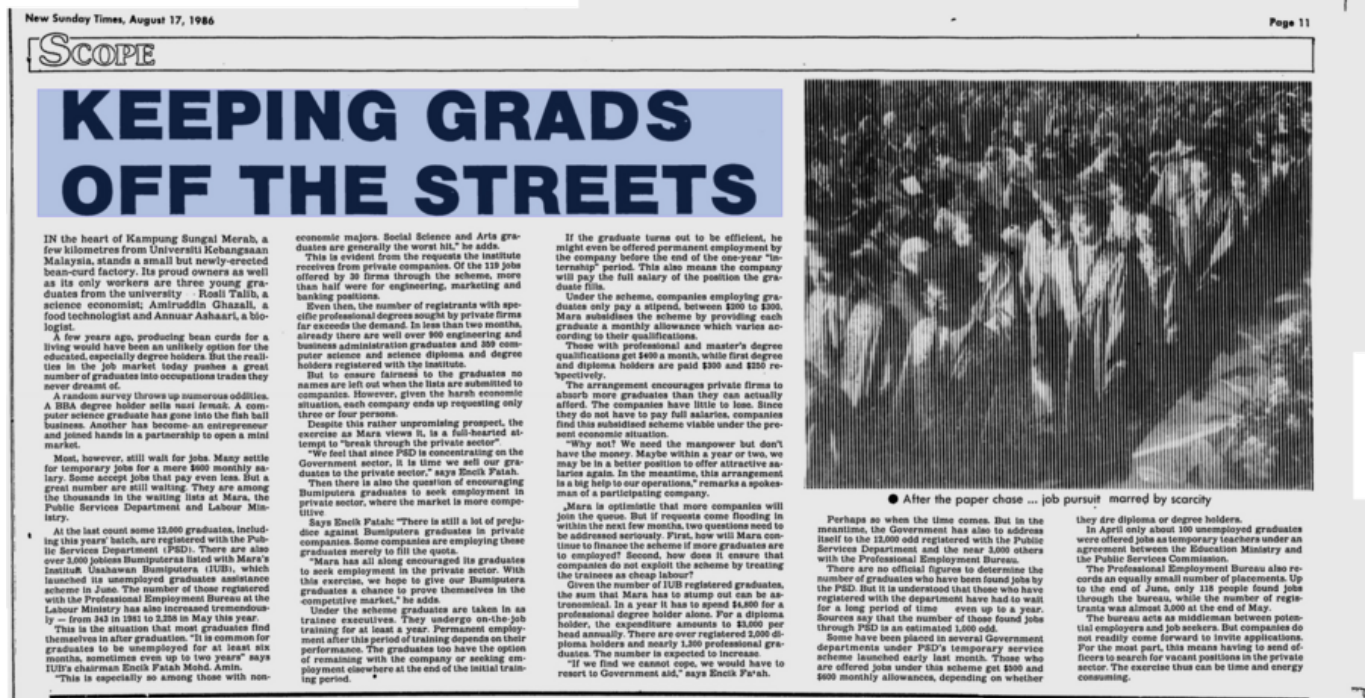 New Sunday Times, August 17, 1986
Page 11
SCOPE
KEEPING GRADS
OFF THE STREETS
IN the heart of Kampung Sungai Merab, a
few kilometres from Universiti Kebangsaan
Malaysia, stands a small but newly-erected
bean-curd factory. Its proud owners as well
as its only workers are three young gra-
duates from the university Rosli Talib, a
science economist; Amiruddin Ghazali, a
food technologist and Annuar Ashaari, a bio-
logist.
A few years ago, producing bean curds for a
living would have been an unlikely option for the
educated, especially degree holders. But the reali-
ties in the job market today pushes a great
number of graduates into occupations trades they
never dreamt of.
A random survey throws up numerous oddities.
A BBA degree holder sells nasi lemak. A com-
puter science graduate has gone into the fish ball
business. Another has become an entrepreneur
and joined hands in a partnership to open a mini
market.
Most, however, still wait for jobs. Many settle
for temporary jobs for a mere $600 monthly sa-
lary. Some accept jobs that pay even less. But a
great number are still waiting. They are among
the thousands in the waiting lists at Mara, the
Public Services Department and Labour Min-
istry.
At the last count some 12,000 graduates, includ-
ing this years' batch, are registered with the Pub-
lic Services Department (PSD). There are also
over 3,000 jobless Bumiputeras listed with Mara's
Institut Usahawan Bumiputera (IUB), which
launched its unemployed graduates assistance
scheme in June. The number of those registered
with the Professional Employment Bureau at the
Labour Ministry has also increased tremendous-
ly — from 343 in 1981 to 2,258 in May this year.
This is the situation that most graduates find
themselves in after graduation. "It is common for
graduates to be unemployed for at least six
months, sometimes even up to two years" says
IUB's chairman Encik Fatah Mohd. Amin.
"This is especially so among those with non-
economic majors. Social Science and Arts gra-
duates are generally the worst hit," he adds.
This is evident from the requests the institute
receives from private companies. Of the 119 jobs
offered by 30 firms through the scheme, more
than half were for engineering, marketing and
banking positions.
Even then, the number of registrants with spe-
cific professional degrees sought by private firms
far exceeds the demand. In less than two months,
already there are well over 900 engineering and
business administration graduates and 359 com-
puter science and science diploma and degree
holders registered with the institute.
But to ensure fairness to the graduates no
names are left out when the lists are submitted to
companies. However, given the harsh economic
situation, each company ends up requesting only
three or four persons.
Despite this rather unpromising prospect, the
exercise as Mara views it, is a full-hearted at-
tempt to "break through the private sector".
"We feel that since PSD is concentrating on the
Government sector, it is time we sell our gra-
duates to the private sector," says Encik Fatah.
Then there is also the question of encouraging
Bumiputera graduates to seek employment in
private sector, where the market is more compe-
titive.
Says Encik Fatah: "There is still a lot of preju-
dice against Bumiputera graduates in private
companies. Some companies are employing these
graduates merely to fill the quota.
"Mara has all along encouraged its graduates
to seek employment in the private sector. With
this exercise, we hope to give our Bumiputera
graduates a chance to prove themselves in the
competitive market," he adds.
Under the scheme graduates are taken in as
trainee executives. They undergo on-the-job
training for at least a year. Permanent employ-
ment after this period of training depends on their
performance. The graduates too have the option
of remaining with the company or seeking em-
ployment elsewhere at the end of the initial train-
ing period.
If the graduate turns out to be efficient, he
might even be offered permanent employment by
the company before the end of the one-year "in-
ternship" period. This also means the company
will pay the full salary of the position the gra-
duate fills.
Under the scheme, companies employing gra-
duates only pay a stipend, between $200 to $300.
Mara subsidises the scheme by providing each
graduate a monthly allowance which varies ac-
cording to their qualifications.
Those with professional and master's degree
qualifications get $400 a month, while first degree
and diploma holders are paid $300 and $250 re-
spectively.
The arrangement encourages private firms to
absorb more graduates than they can actually
afford. The companies have little to lose. Since
they do not have to pay full salaries, companies
find this subsidised scheme viable under the pre-
sent economic situation.
"Why not? We need the manpower but don't
have the money. Maybe within a year or two, we
may be in a better position to offer attractive sa-
laries again. In the meantime, this arrangement
is a big help to our operations," remarks a spokes-
man of a participating company.
Mara is optimistic that more companies will
join the queue. But if requests come flooding in
within the next few months, two questions need to
be addressed seriously. First, how will Mara con-
tinue to finance the scheme if more graduates are
to employed? Second, how does it ensure that
companies do not exploit the scheme by treating
the trainees as cheap labour?
Given the number of IUB registered graduates,
the sum that Mara has to stump out can be as-
tronomical. In a year it has to spend $4,800 for a
professional degree holder alone. For a diploma
holder, the expenditure amounts to $3,000 per
head annually. There are over registered 2,000 di-
ploma holders and nearly 1,300 professional gra-
duates. The number is expected to increase.
"If we find we cannot cope, we would have to
resort to Government aid," says Encik Fatah.
● After the paper chase ... job pursuit marred by scarcity
Perhaps so when the time comes. But in the
meantime, the Government has also to address
itself to the 12,000 odd registered with the Public
Services Department and the near 3,000 others
with the Professional Employment Bureau.
There are no official figures to determine the
number of graduates who have been found jobs by
the PSD. But it is understood that those who have
registered with the department have had to wait
for a long period of time even up to a year.
Sources say that the number of those found jobs
through PSD is an estimated 1,000 odd.
Some have been placed in several Government
departments under PSD's temporary service
scheme launched early last month. Those who
are offered jobs under this scheme get $500 and
$600 monthly allowances, depending on whether
they are diploma or degree holders.
In April only about 100 unemployed graduates
were offered jobs as temporary teachers under an
agreement between the Education Ministry and
the Public Services Commission.
The Professional Employment Bureau also re-
cords an equally small number of placements. Up
to the end of June, only 118 people found jobs
through the bureau, while the number of regis-
trants was almost 3,000 at the end of May.
The bureau acts as middleman between poten-
tial employers and job seekers. But companies do
not readily come forward to invite applications.
For the most part, this means having to send of-
ficers to search for vacant positions in the private
sector. The exercise thus can be time and energy
consuming.